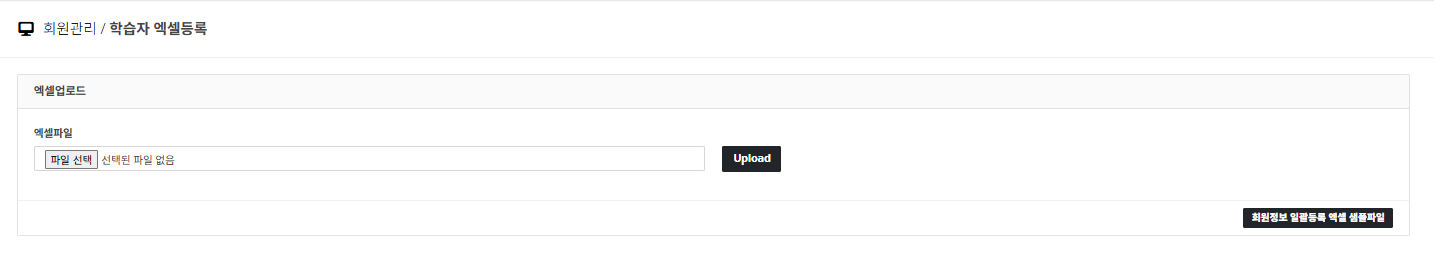 회원관리 / 학습자 엑셀등록
엑셀업로드
엑셀파일
파일 선택 선택된 파일 없음
Upload
회원정보 일괄등록 엑셀 샘플파일